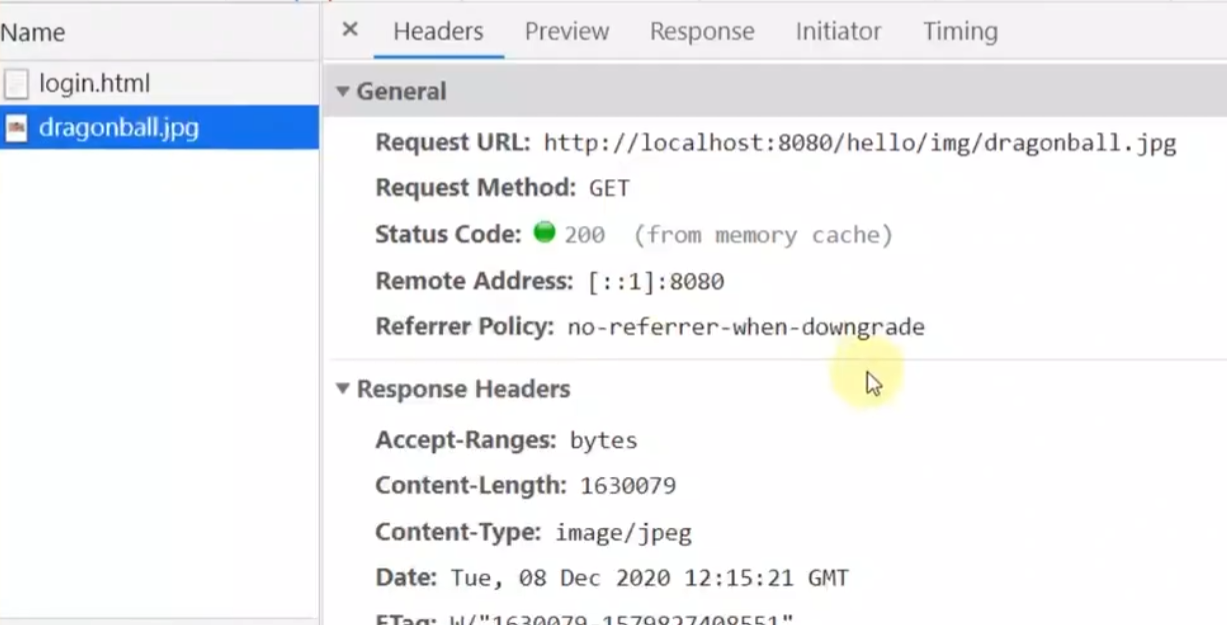 Name
login.html
dragonball.jpg
× Headers Preview Response Initiator Timing
General
Request URL: http://localhost:8080/hello/img/dragonball.jpg
Request Method: GET
Status Code: 200 (from memory cache)
Remote Address: [::1]:8080
Referrer Policy: no-referrer-when-downgrade
Response Headers
Accept-Ranges: bytes
Content-Length: 1630079
Content-Type: image/jpeg
Date: Tue, 08 Dec 2020 12:15:21 GMT
ETag: W/"1630079-1579827408551"